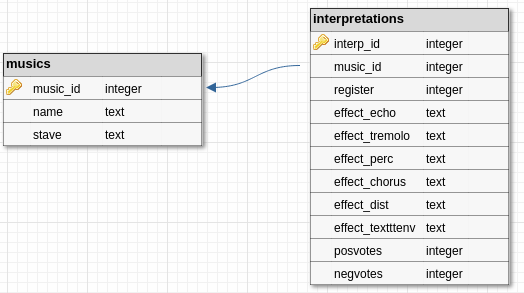 musics
music_id integer
name text
stave text
interpretations
interp_id integer
music_id integer
register integer
effect_echo text
effect_tremolo text
effect_perc text
effect_chorus text
effect_dist text
effect_textttenv text
posvotes integer
negvotes integer